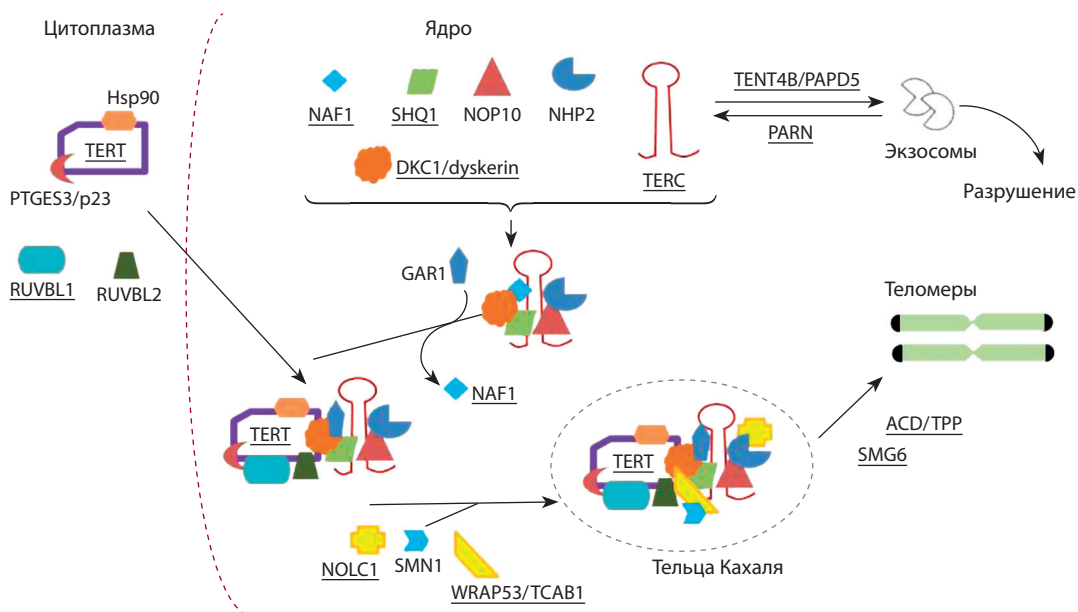 Цитоплазма
Ядро
Hsp90
TERT
PTGES3/p23
RUVBL1
RUVBL2
NAF1
SHQ1
NOP10
NHP2
DKC1/dyskerin
TERC
TENT4B/PAPD5
PARN
Экзосомы
Разрушение
GAR1
NAF1
TERT
Теломеры
ACD/TPP
SMG6
TERT
Тельца Кахаля
NOLC1
SMN1
WRAP53/TCAB1